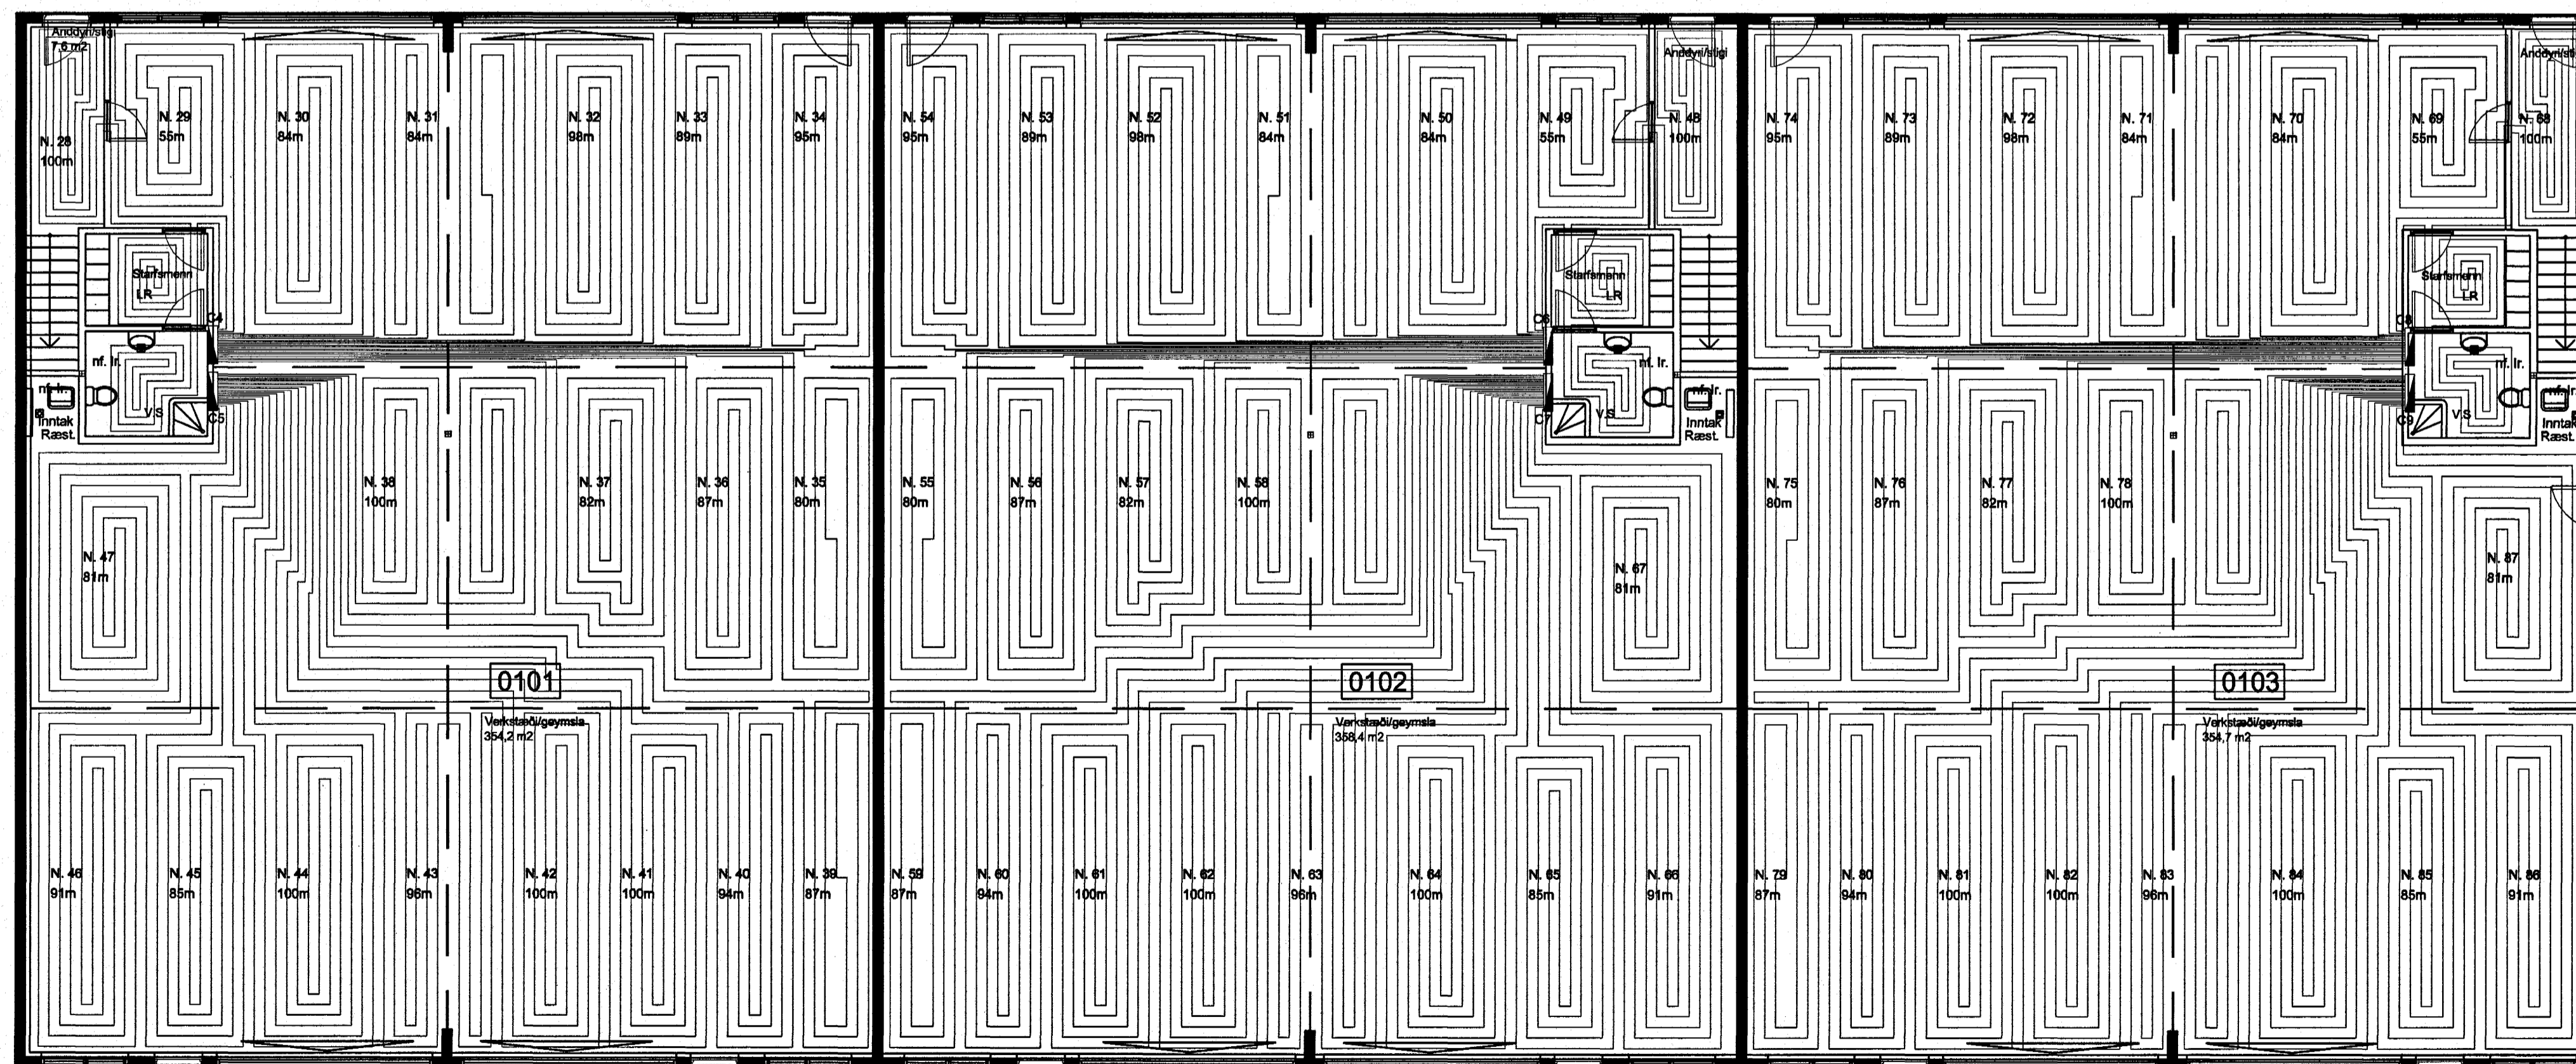 Anddyri/stigi
7,6 m2
N. 28
100m
N. 29
55m
N. 30
84m
N. 31
84m
N. 32
98m
N. 33
89m
N. 34
95m
N. 54
95m
N. 53
89m
N. 52
98m
N. 51
84m
N. 50
84m
N. 49
55m
Anddyri/stigi
N. 48
100m
N. 74
95m
N. 73
89m
N. 72
98m
N. 71
84m
N. 70
84m
N. 69
55m
Anddyri/sti
N. 68
100m
Starfsmenn
LR
C4
nf. lr.
nf. lr.
V.S
C5
Inntak
Ræst.
Starfsmenn
LR
C6
nf. lr.
nf. lr.
V.S
C7
Inntak
Ræst.
Starfsmenn
LR
C8
nf. lr.
nf. lr.
V.S
C9
Inntak
Ræst.
N. 38
100m
N. 37
82m
N. 36
87m
N. 35
80m
N. 55
80m
N. 56
87m
N. 57
82m
N. 58
100m
N. 75
80m
N. 76
87m
N. 77
82m
N. 78
100m
N. 47
81m
N. 67
81m
N. 87
81m
0101
Verkstæði/geymsla
354,2 m2
0102
Verkstæði/geymsla
358,4 m2
0103
Verkstæði/geymsla
354,7 m2
N. 46
91m
N. 45
85m
N. 44
100m
N. 43
96m
N. 42
100m
N. 41
100m
N. 40
94m
N. 39
87m
N. 59
87m
N. 60
94m
N. 61
100m
N. 62
100m
N. 63
96m
N. 64
100m
N. 65
85m
N. 66
91m
N. 79
87m
N. 80
94m
N. 81
100m
N. 82
100m
N. 83
96m
N. 84
100m
N. 85
85m
N. 86
91m